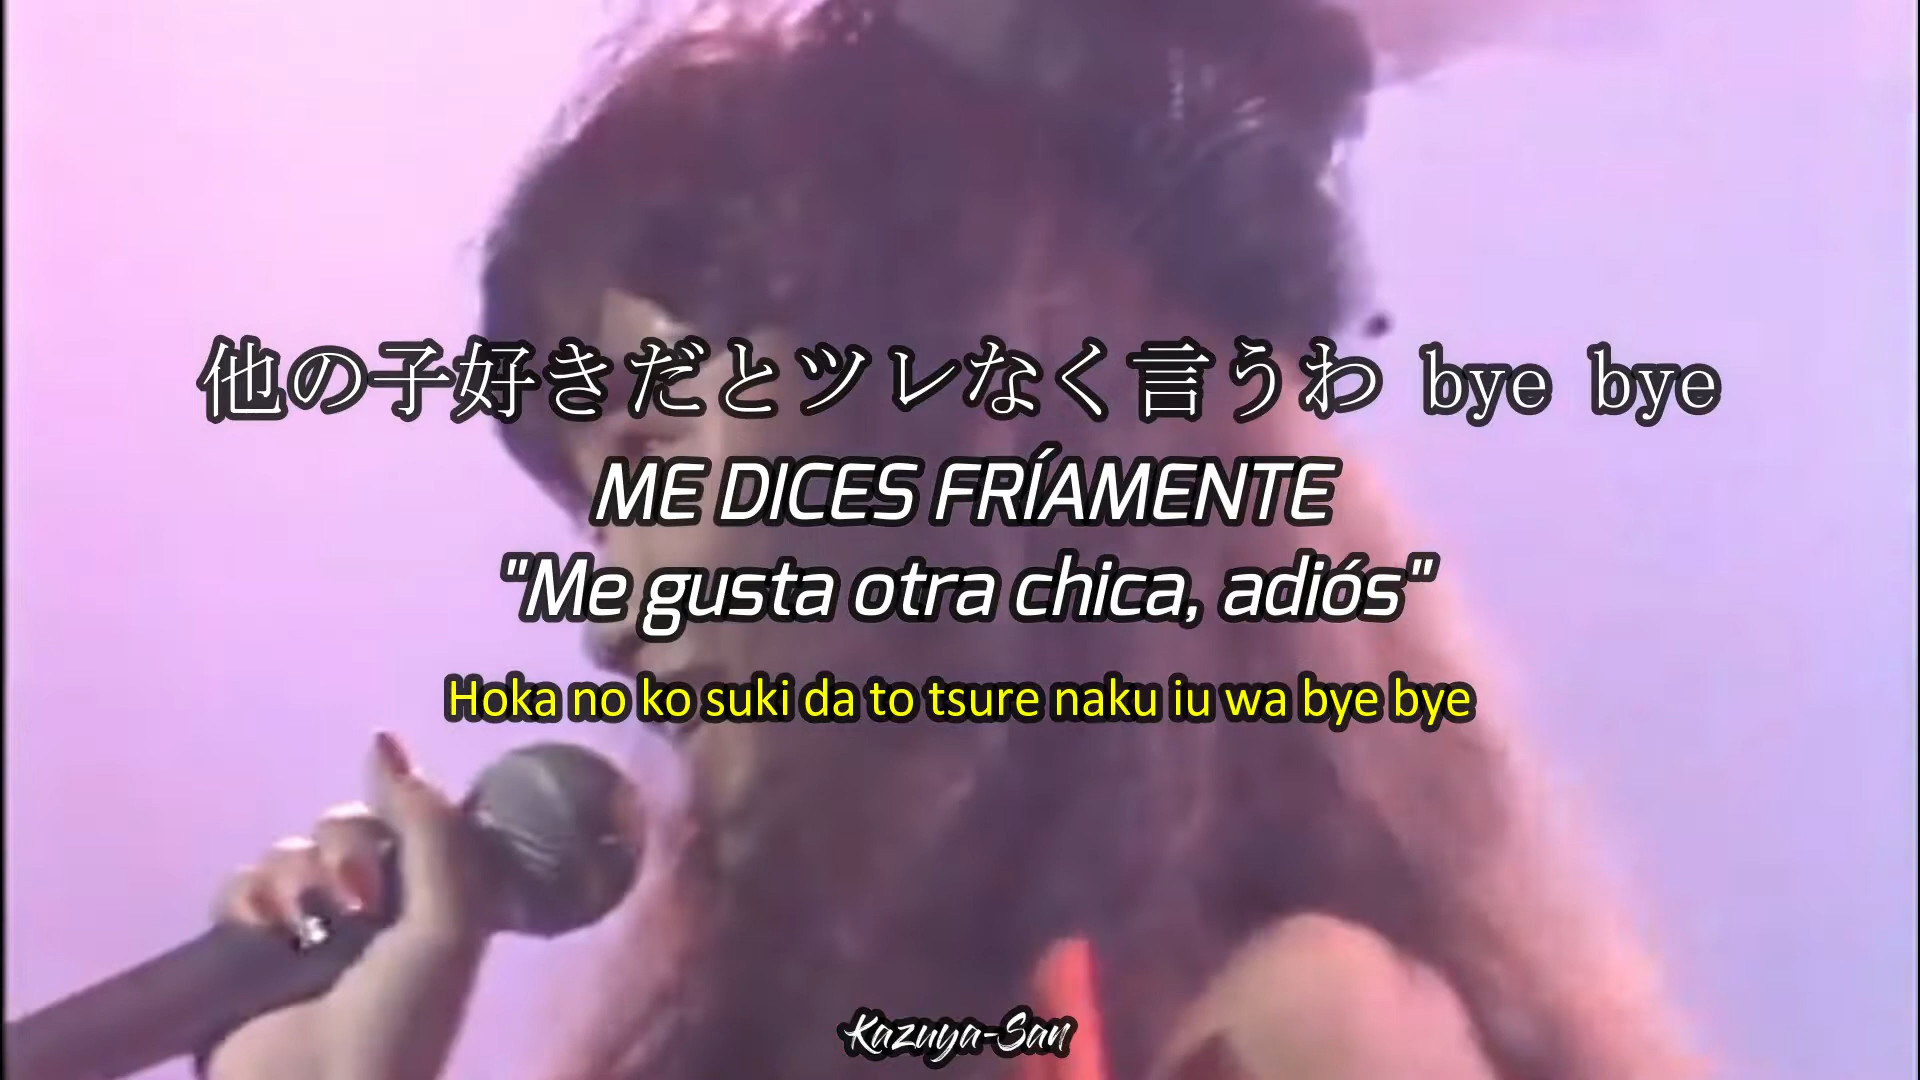 他の子好きだとツレなく言うわ bye bye
ME DICES FRÍAMENTE
"Me gusta otra chica, adiós"
Hoka no ko suki da to tsure naku iu wa bye bye
Kazuya-San